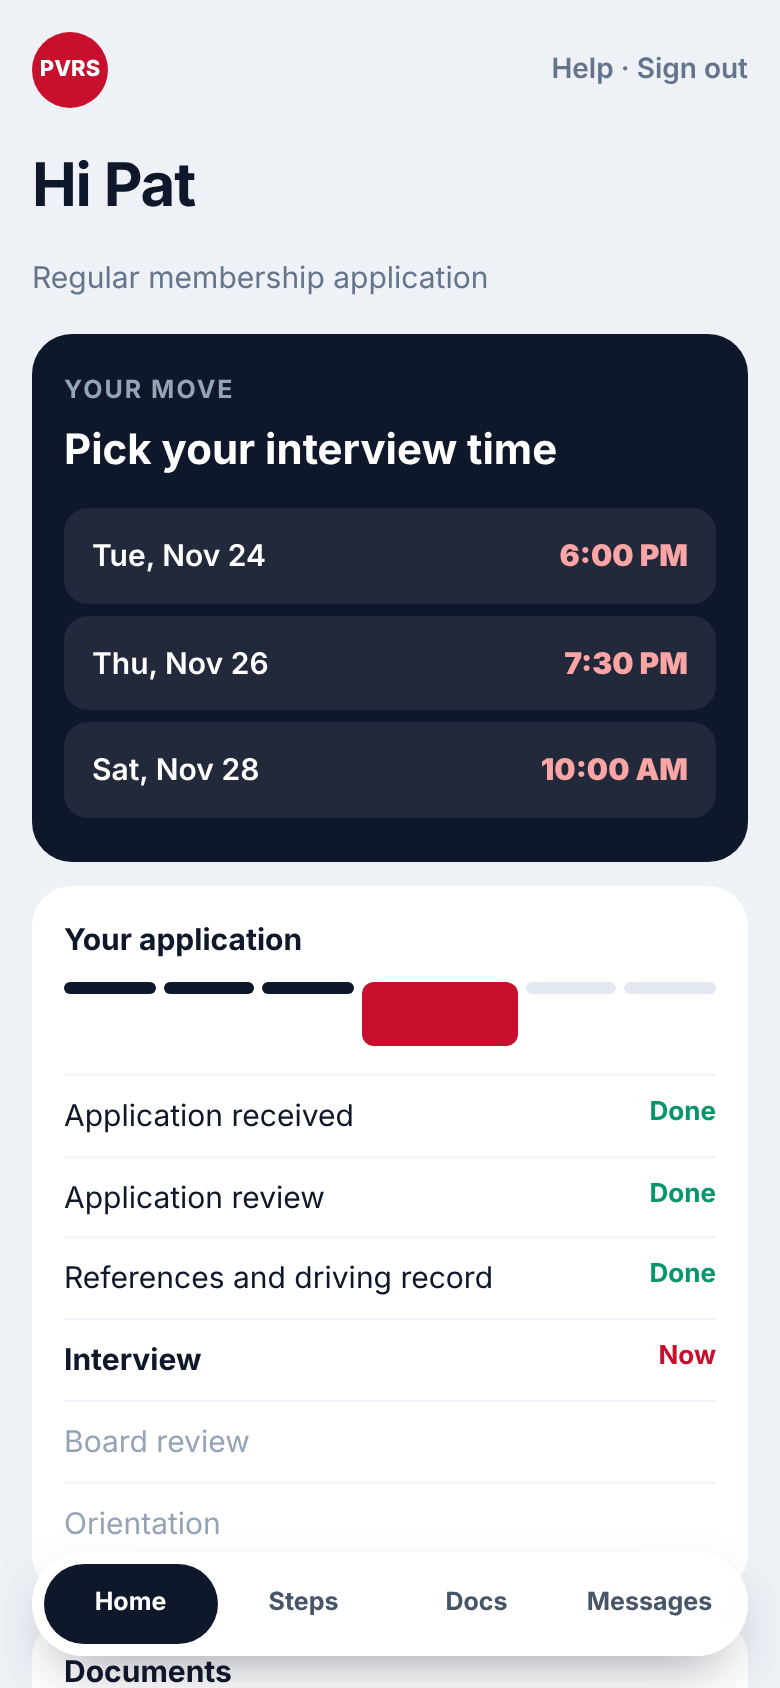 PVRS
Help · Sign out
Hi Pat
Regular membership application
YOUR MOVE
Pick your interview time
Tue, Nov 24 6:00 PM
Thu, Nov 26 7:30 PM
Sat, Nov 28 10:00 AM
Your application
Application received Done
Application review Done
References and driving record Done
Interview Now
Board review
Orientation
Home Steps Docs Messages
Documents